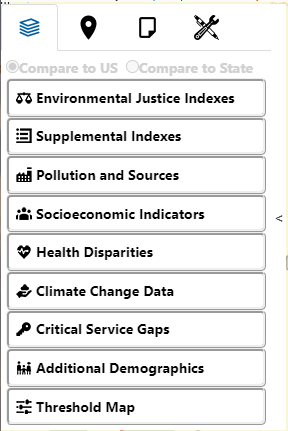 Compare to US Compare to State
Environmental Justice Indexes
Supplemental Indexes
Pollution and Sources
Socioeconomic Indicators
<
Health Disparities
Climate Change Data
Critical Service Gaps
Additional Demographics
Threshold Map